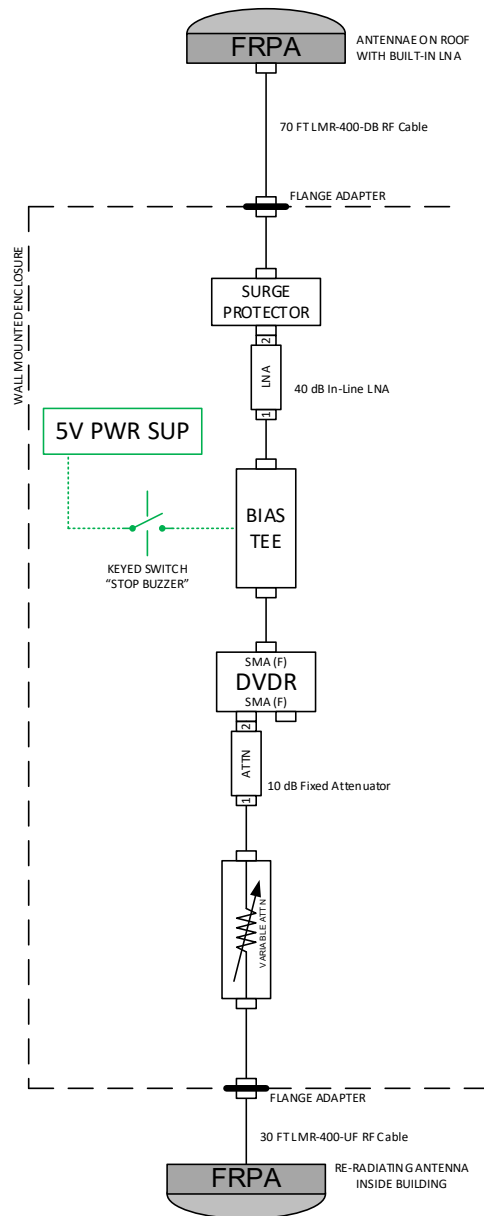 FRPA
ANTENNAE ON ROOF
WITH BUILT-IN LNA
70 FT LMR-400-DB RF Cable
FLANGE ADAPTER
WALL MOUNTED ENCLOSURE
SURGE
PROTECTOR
2
LNA
1
40 dB In-Line LNA
5V PWR SUP
BIAS
TEE
KEYED SWITCH
“STOP BUZZER”
SMA (F)
DVDR
SMA (F)
2
ATTN
1
10 dB Fixed Attenuator
VARIABLE ATTN
FLANGE ADAPTER
30 FT LMR-400-UF RF Cable
FRPA
RE-RADIATING ANTENNA
INSIDE BUILDING